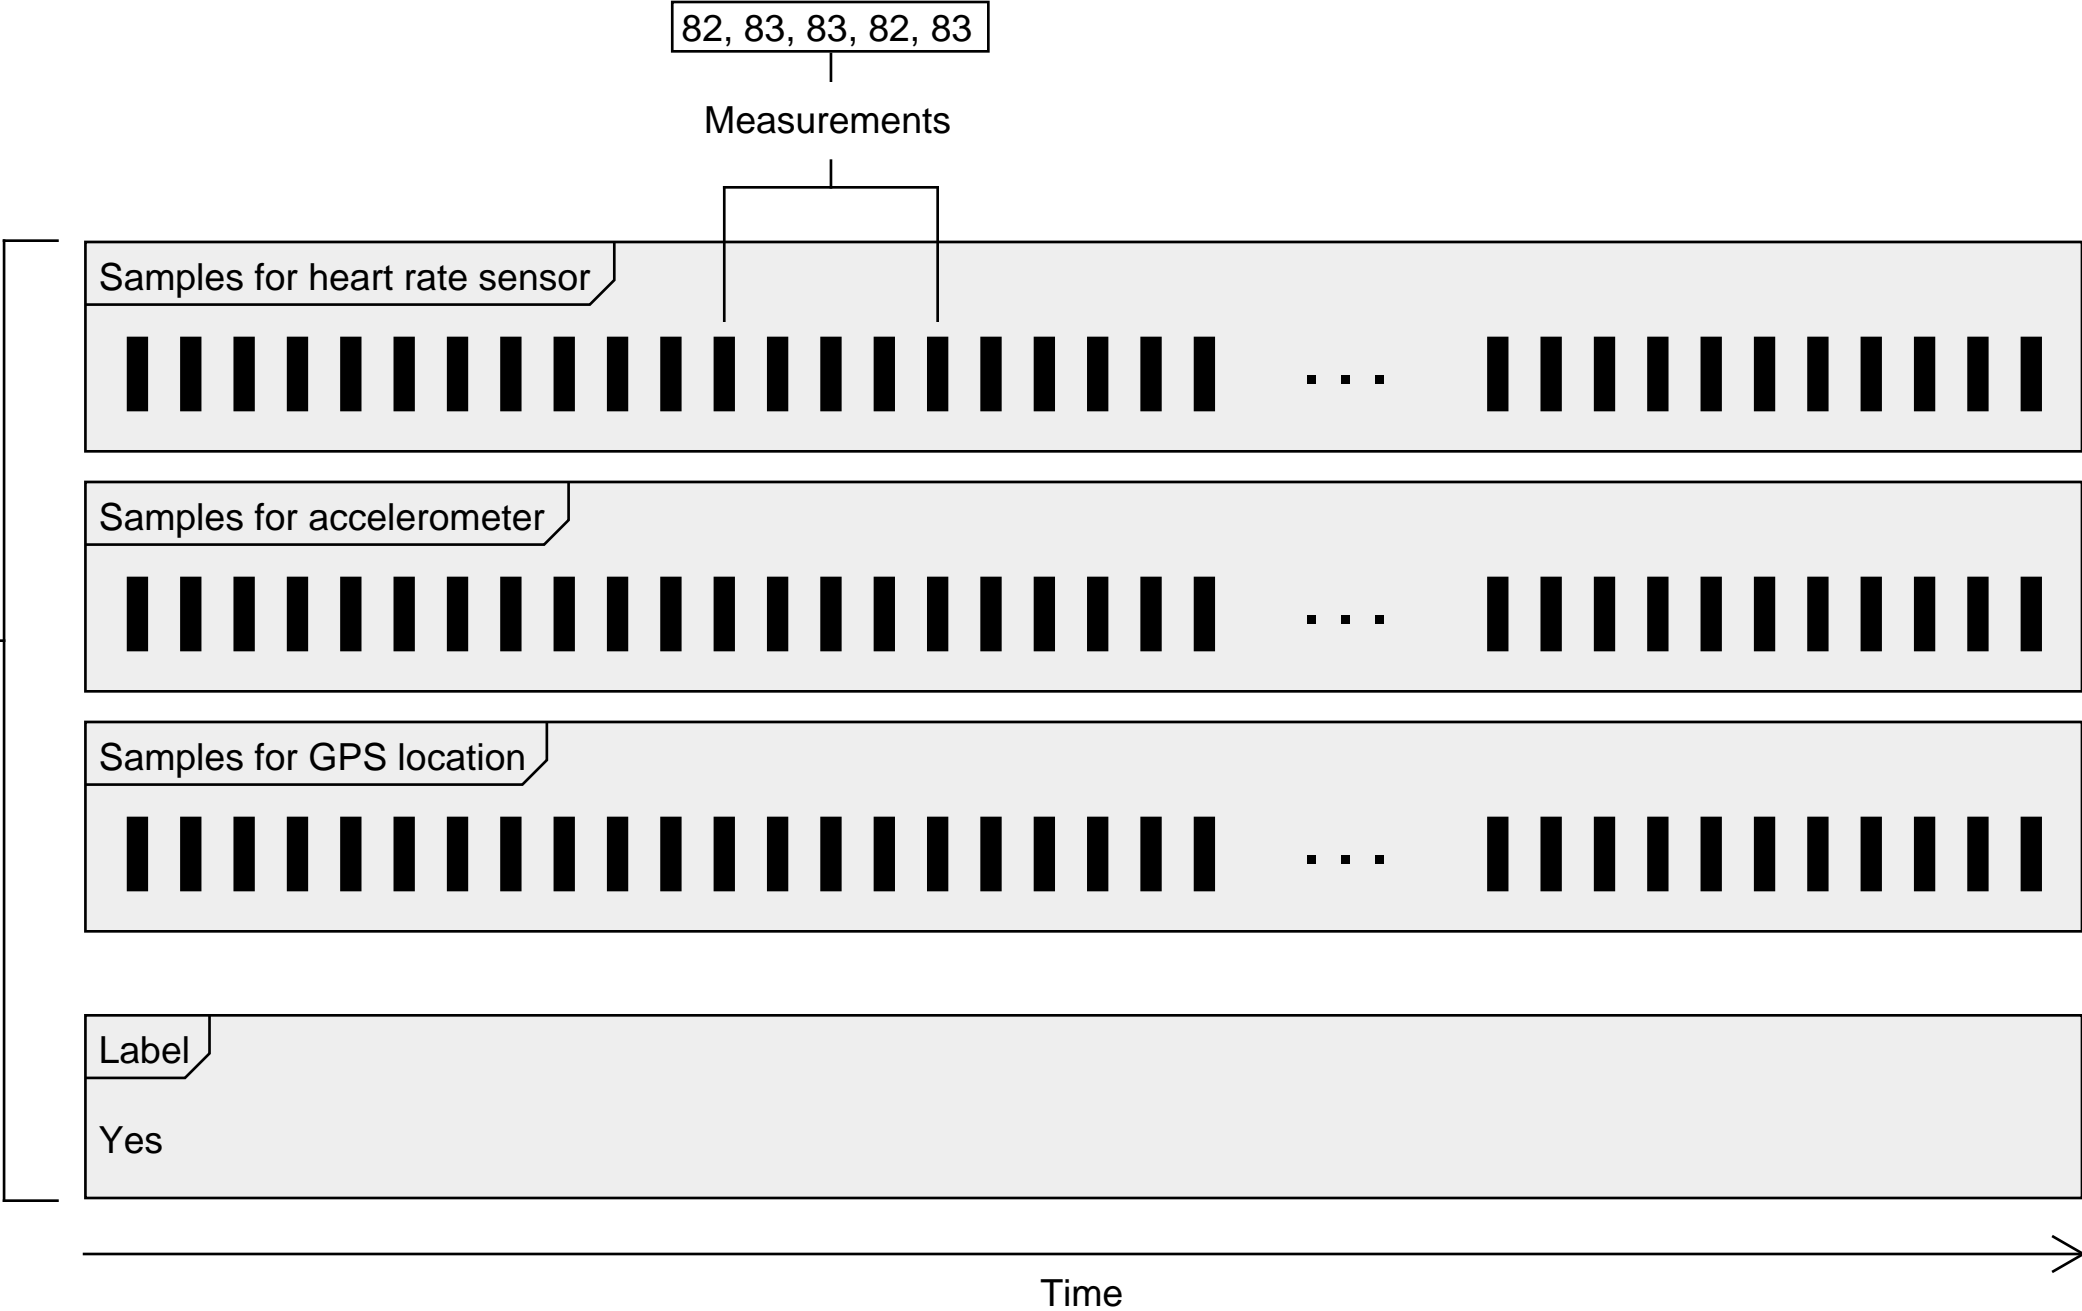 82, 83, 83, 82, 83
Measurements
Samples for heart rate sensor
. . .
Samples for accelerometer
. . .
Samples for GPS location
. . .
Label
Yes
Time